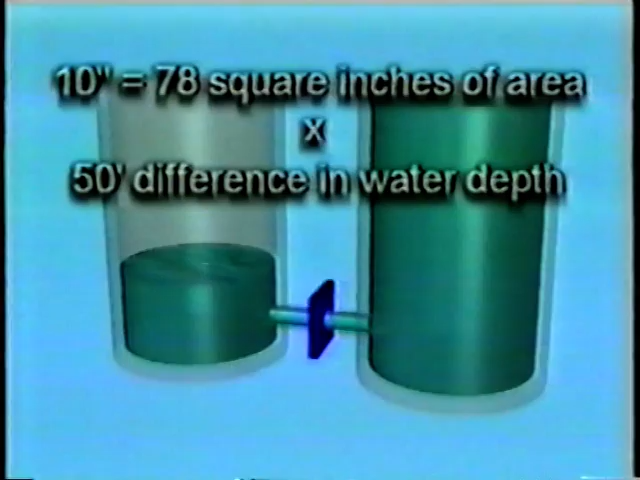 10" = 78 square inches of area
x
50' difference in water depth